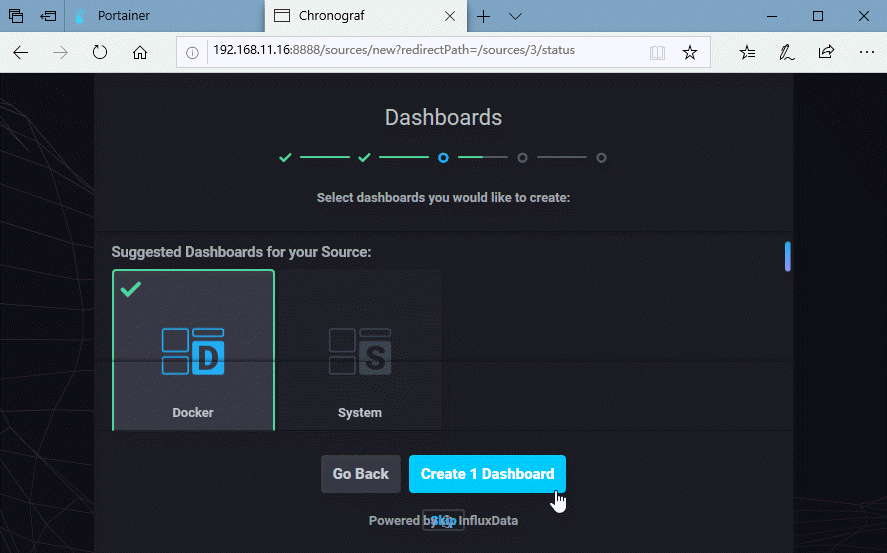 Portainer
Chronograf
192.168.11.16:8888/sources/new?redirectPath=/sources/3/status
Dashboards
Select dashboards you would like to create:
Suggested Dashboards for your Source:
D
S
Docker
System
Go Back
Create 1 Dashboard
Powered by InfluxData
Skip